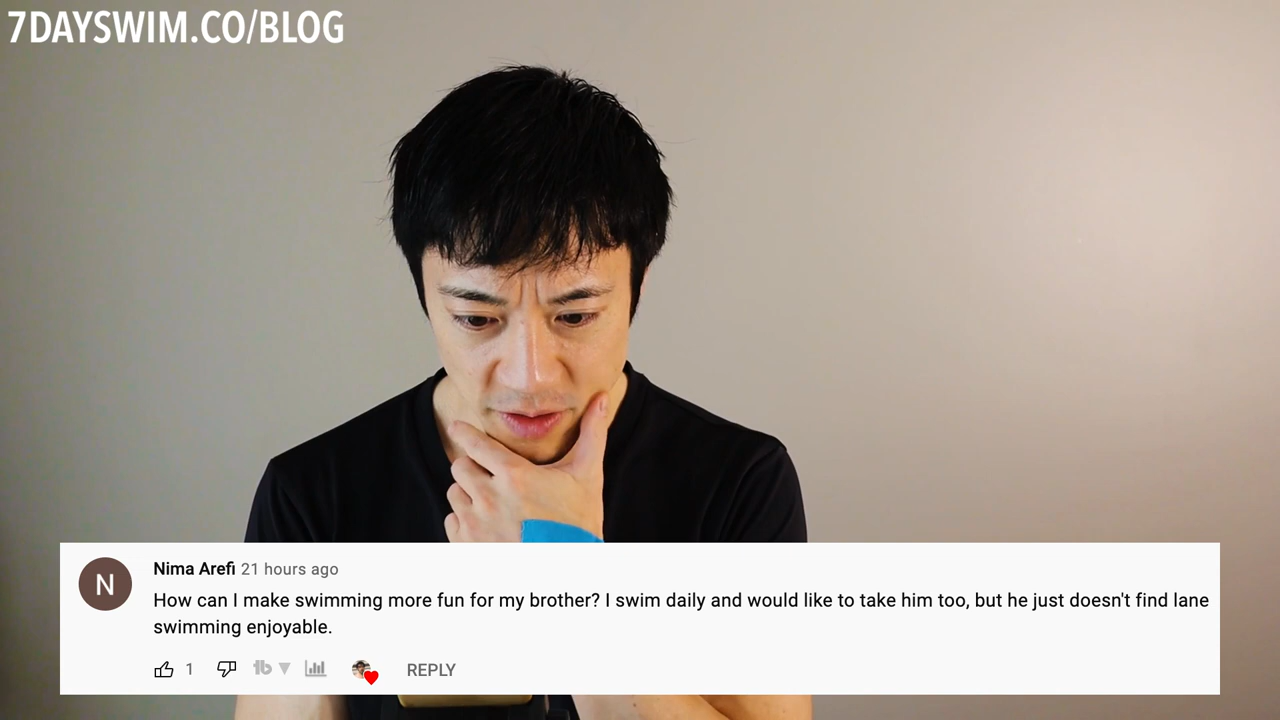 7DAYSWIM.CO/BLOG
Nima Arefi 21 hours ago
How can I make swimming more fun for my brother? I swim daily and would like to take him too, but he just doesn't find lane
swimming enjoyable.
1 REPLY
N